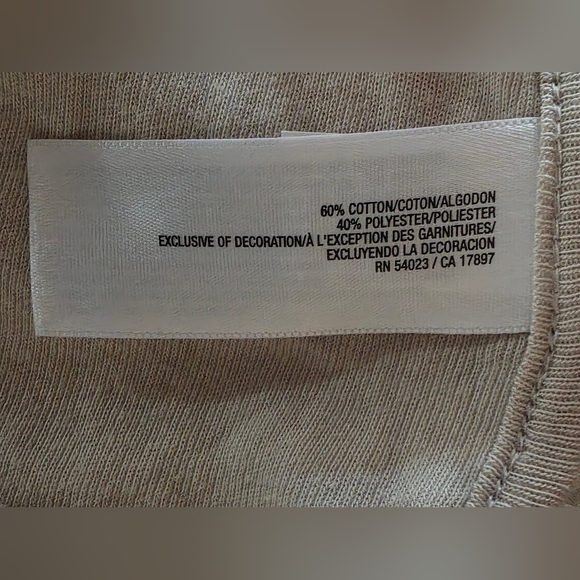 60% COTTON/COTON/ALGODON
40% POLYESTER/POLIESTER
EXCLUSIVE OF DECORATION/À L'EXCEPTION DES GARNITURES/
EXCLUYENDO LA DECORACION
RN 54023 / CA 17897